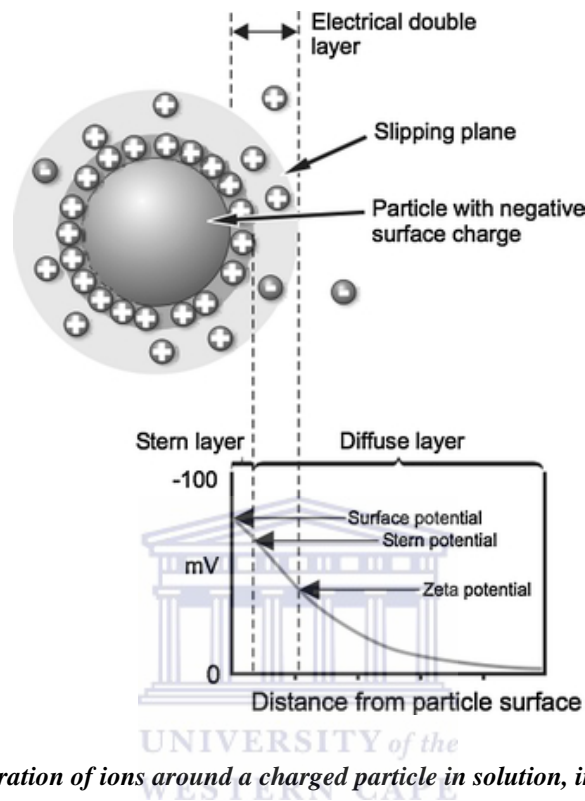 Electrical double
layer
Slipping plane
Particle with negative
surface charge
Stern layer
Diffuse layer
-100
Surface potential
Stern potential
mV
Zeta potential
0
Distance from particle surface
UNIVERSITY of the
ration of ions around a charged particle in solution, i
WESTERN CAPE